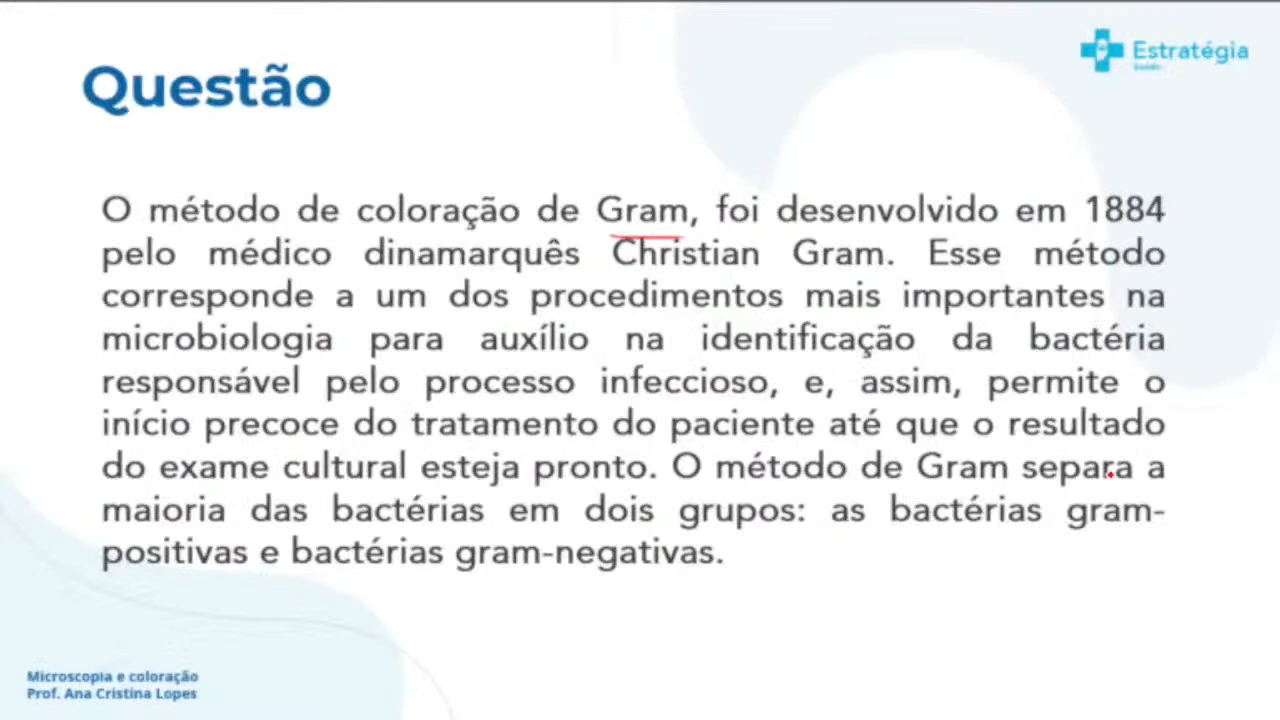 Estratégia
Saúde
Questão
O método de coloração de Gram, foi desenvolvido em 1884
pelo médico dinamarquês Christian Gram. Esse método
corresponde a um dos procedimentos mais importantes na
microbiologia para auxílio na identificação da bactéria
responsável pelo processo infeccioso, e, assim, permite o
início precoce do tratamento do paciente até que o resultado
do exame cultural esteja pronto. O método de Gram separa a
maioria das bactérias em dois grupos: as bactérias gram-
positivas e bactérias gram-negativas.
Microscopia e coloração
Prof. Ana Cristina Lopes